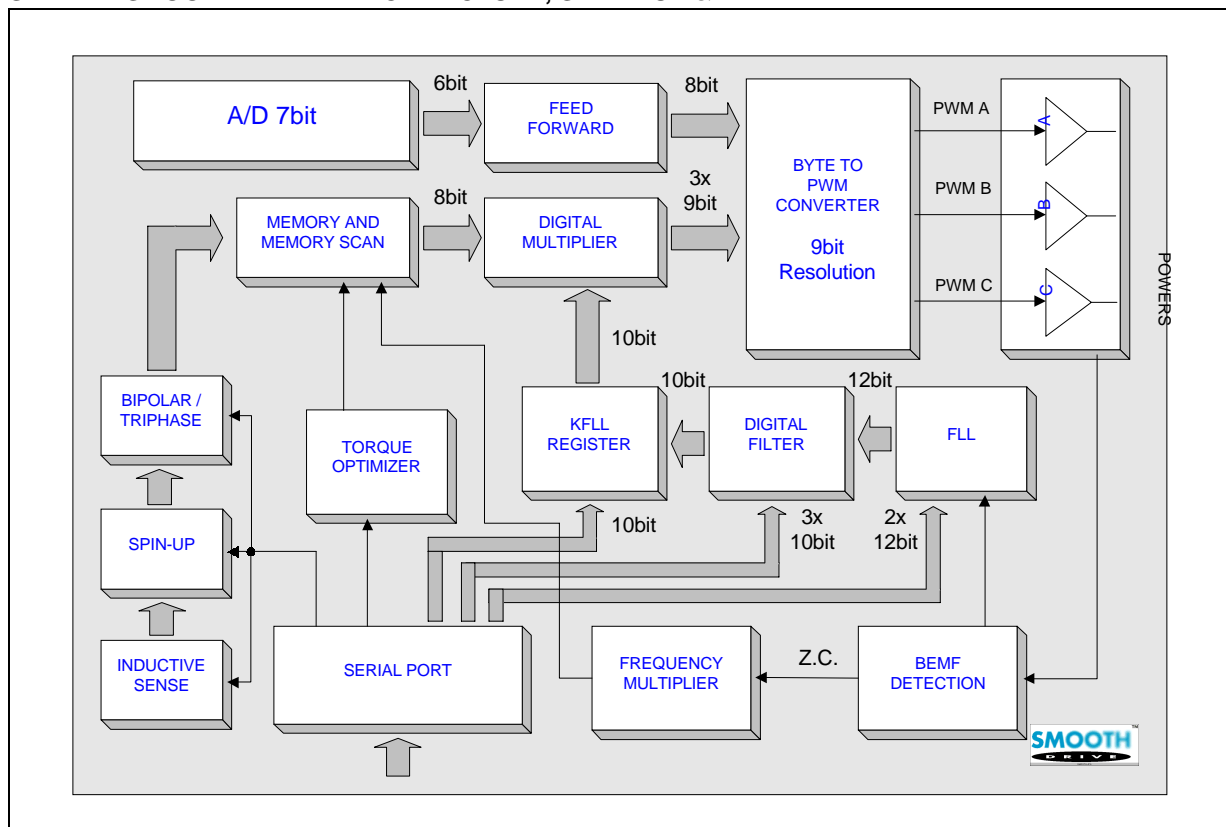 6bit
8bit
A/D 7bit
FEED
FORWARD
BYTE TO
PWM
CONVERTER
9bit
Resolution
PWM A
A
PWM B
B
PWM C
C
POWERS
MEMORY AND
MEMORY SCAN
8bit
DIGITAL
MULTIPLIER
3x
9bit
10bit
BIPOLAR /
TRIPHASE
TORQUE
OPTIMIZER
KFLL
REGISTER
10bit
DIGITAL
FILTER
12bit
FLL
10bit
3x
10bit
2x
12bit
SPIN-UP
INDUCTIVE
SENSE
SERIAL PORT
FREQUENCY
MULTIPLIER
Z.C.
BEMF
DETECTION
SMOOTH
DRIVE